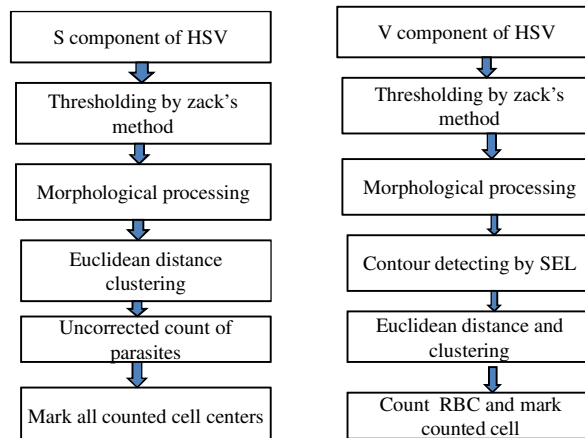 S component of HSV
Thresholding by zack's
method
Morphological processing
Euclidean distance
clustering
Uncorrected count of
parasites
Mark all counted cell centers
V component of HSV
Thresholding by zack's
method
Morphological processing
Contour detecting by SEL
Euclidean distance and
clustering
Count RBC and mark
counted cell